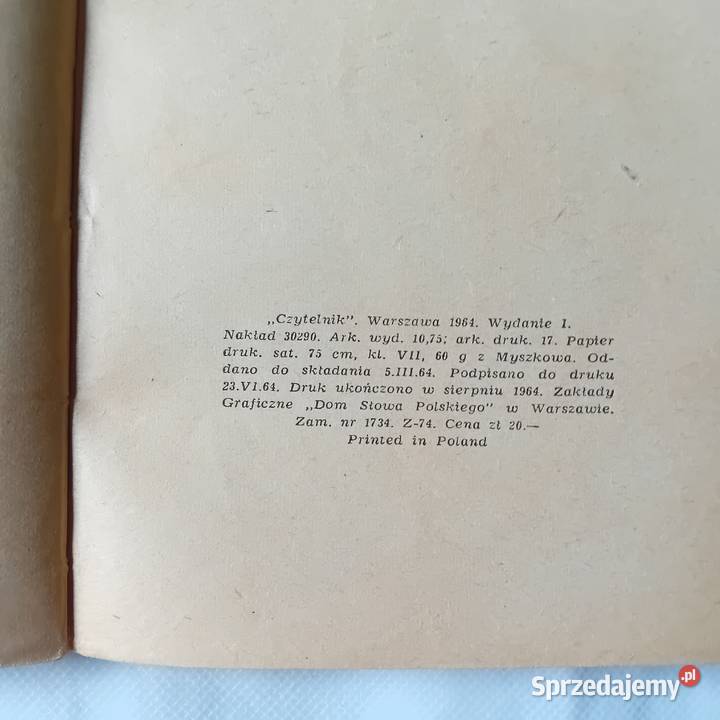 „Czytelnik”. Warszawa 1964. Wydanie I.
Nakład 30290. Ark. wyd. 10,75; ark. druk. 17. Papier
druk. sat. 75 cm, kl. VII, 60 g z Myszkowa. Od-
dano do składania 5.III.64. Podpisano do druku
23.VI.64. Druk ukończono w sierpniu 1964. Zakłady
Graficzne „Dom Słowa Polskiego” w Warszawie.
Zam. nr 1734. Z-74. Cena zł 20.—
Printed in Poland
Sprzedajemy.pl